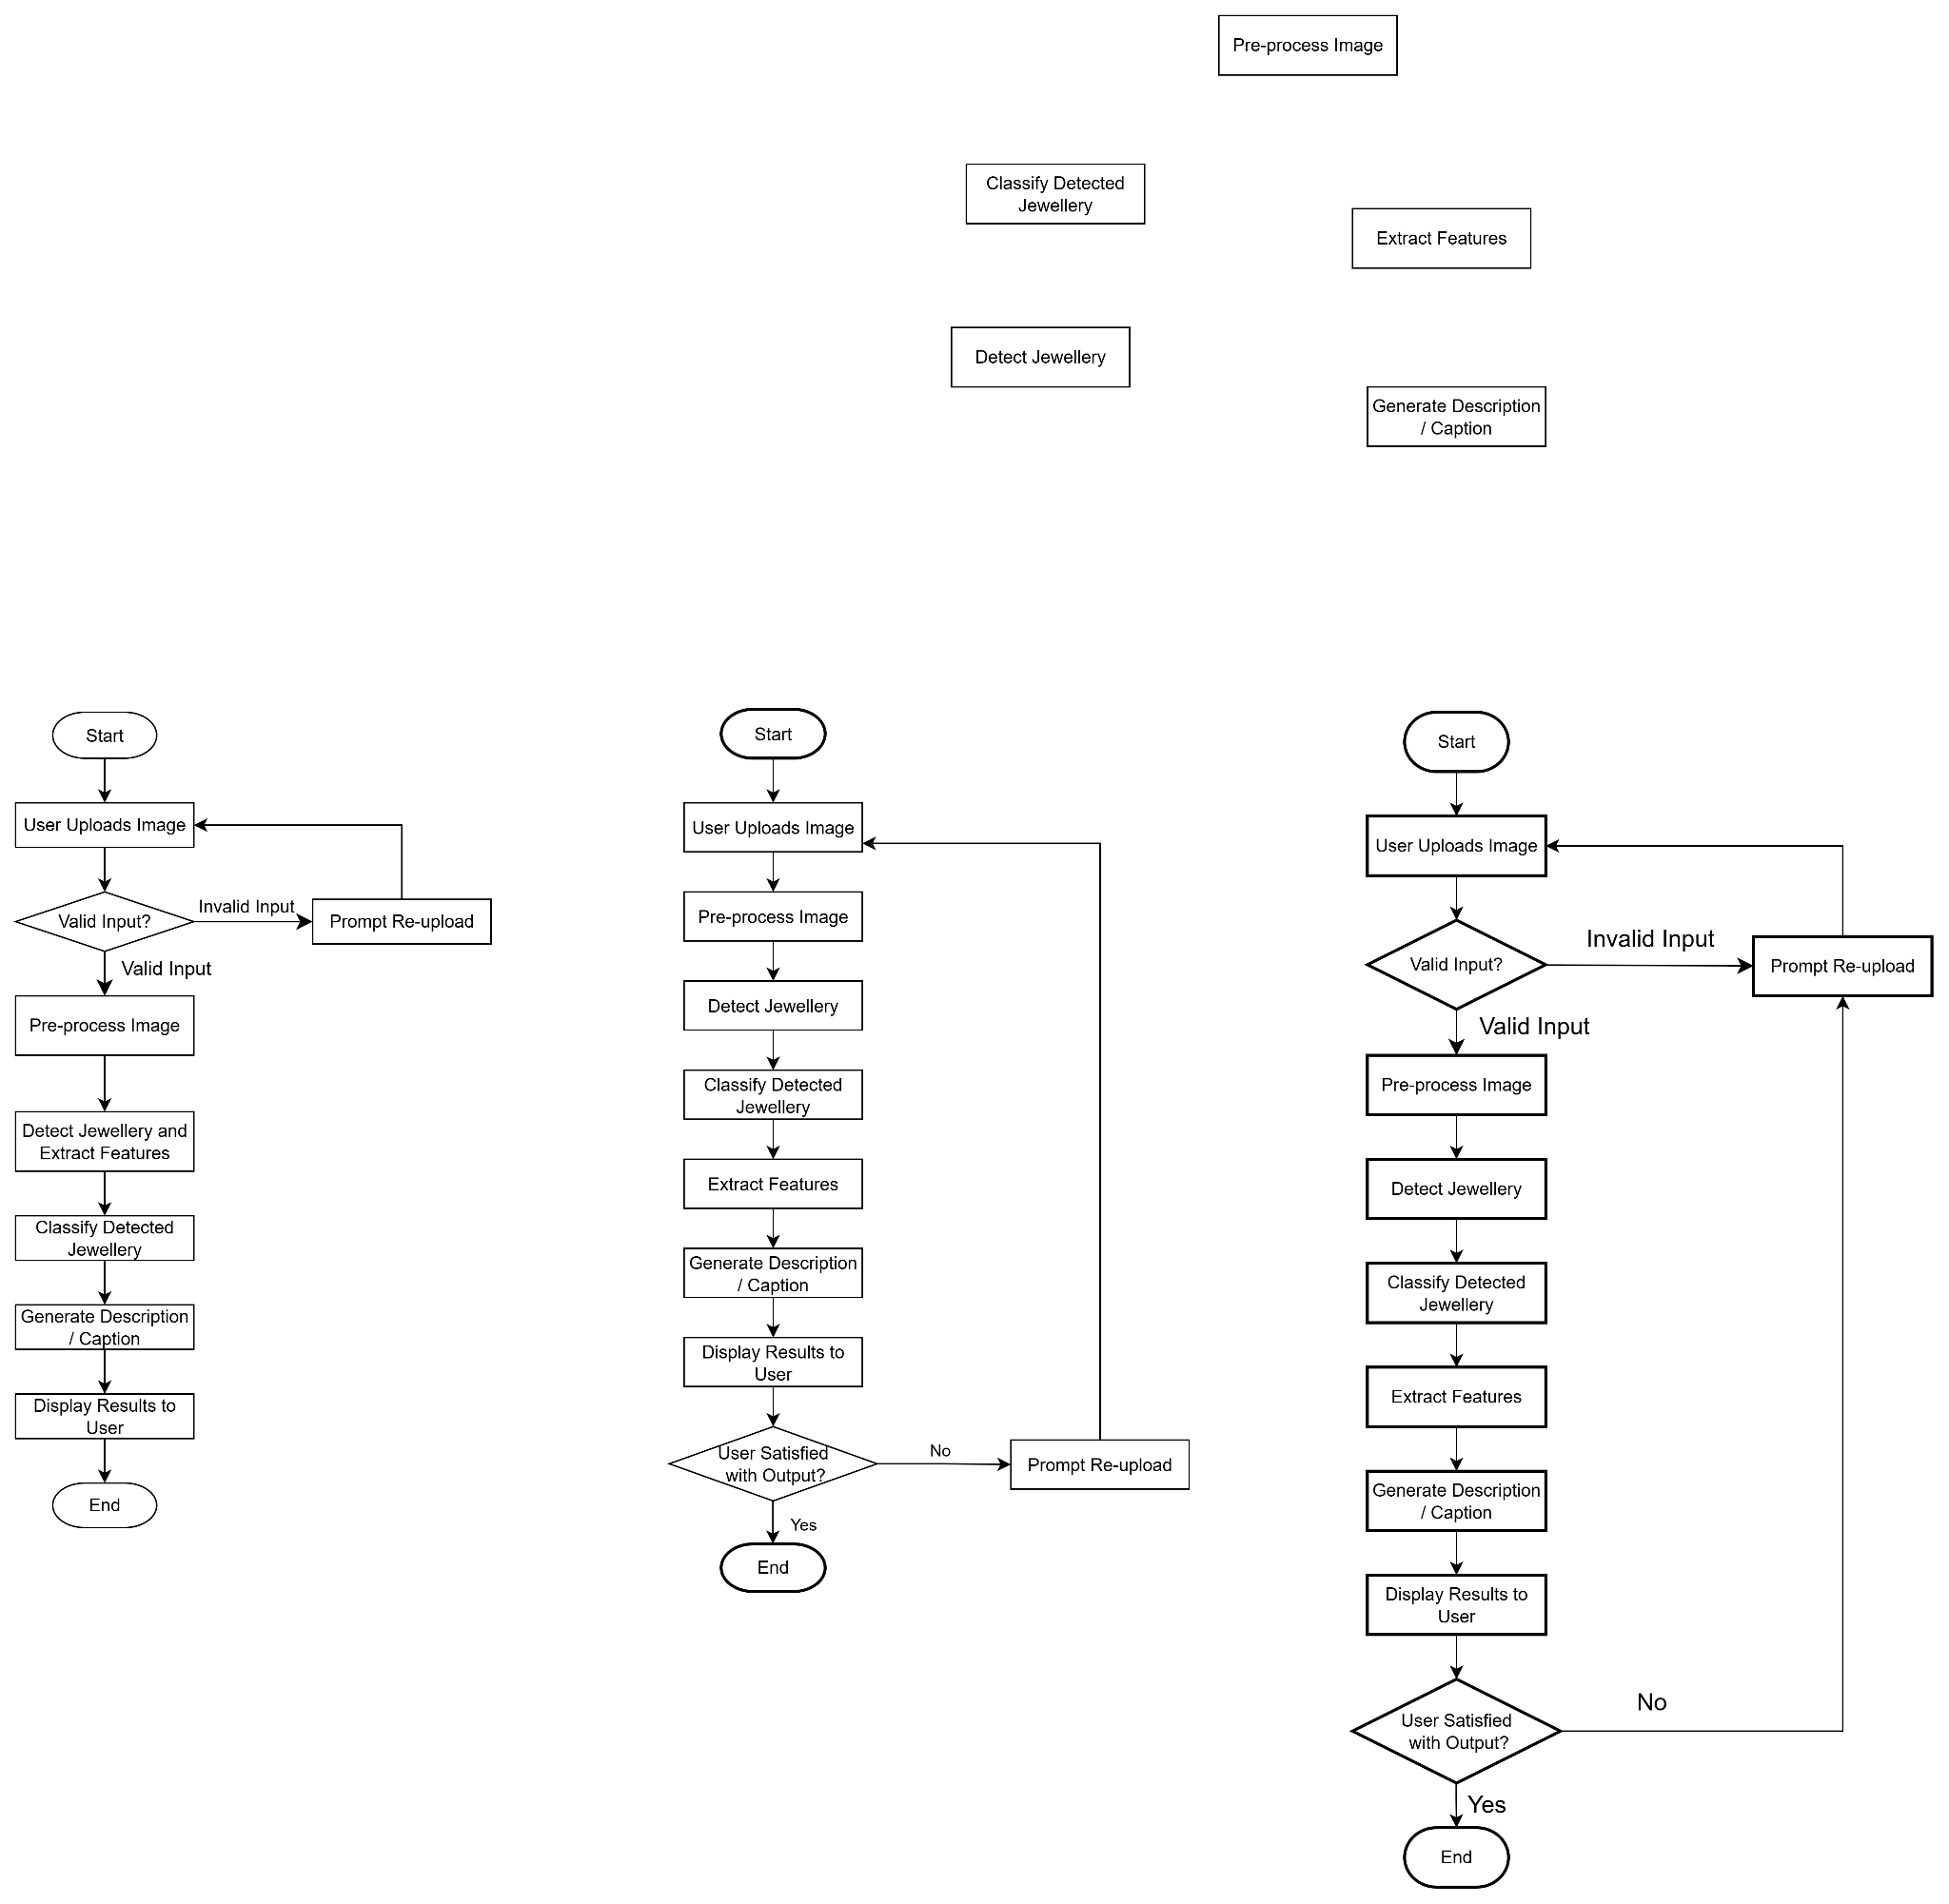 Pre-process Image
Classify Detected
Jewellery
Extract Features
Detect Jewellery
Generate Description
/ Caption
Start
User Uploads Image
Valid Input?
Invalid Input
Prompt Re-upload
Valid Input
Pre-process Image
Detect Jewellery and
Extract Features
Classify Detected
Jewellery
Generate Description
/ Caption
Display Results to
User
End
Start
User Uploads Image
Pre-process Image
Detect Jewellery
Classify Detected
Jewellery
Extract Features
Generate Description
/ Caption
Display Results to
User
User Satisfied
with Output?
No
Prompt Re-upload
Yes
End
Start
User Uploads Image
Valid Input?
Invalid Input
Prompt Re-upload
Valid Input
Pre-process Image
Detect Jewellery
Classify Detected
Jewellery
Extract Features
Generate Description
/ Caption
Display Results to
User
User Satisfied
with Output?
No
Yes
End